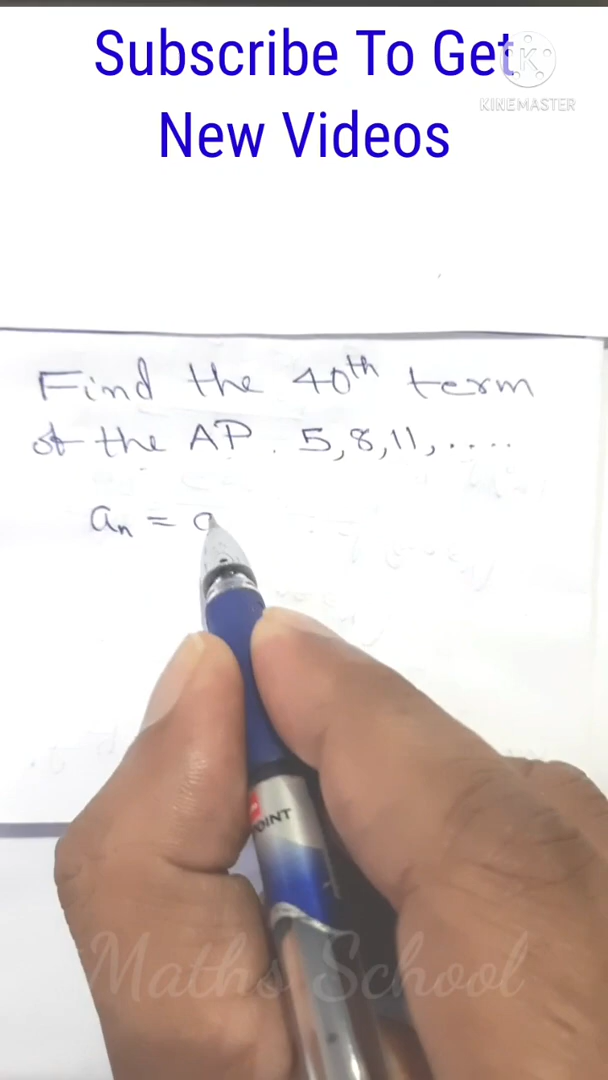 Subscribe To Get
New Videos
KINEMASTER
Find the 40th term
of the AP. 5,8,11,....
an = a
POINT
Maths School